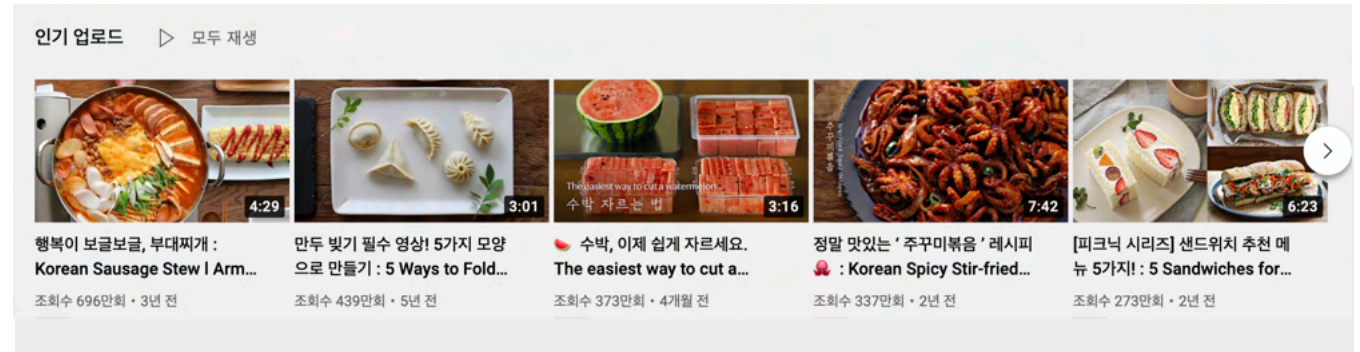 인기 업로드 ▷ 모두 재생
4:29
3:01
The easiest way to cut a watermelon
수박 자르는 법
3:16
주꾸미볶음
7:42
6:23
행복이 보글보글, 부대찌개 :
Korean Sausage Stew l Arm...
조회수 696만회 • 3년 전
만두 빚기 필수 영상! 5가지 모양
으로 만들기 : 5 Ways to Fold...
조회수 439만회 • 5년 전
🍉 수박, 이제 쉽게 자르세요.
The easiest way to cut a...
조회수 373만회 • 4개월 전
정말 맛있는 ‘ 주꾸미볶음 ’ 레시피
🐙 : Korean Spicy Stir-fried...
조회수 337만회 • 2년 전
[피크닉 시리즈] 샌드위치 추천 메
뉴 5가지! : 5 Sandwiches for...
조회수 273만회 • 2년 전